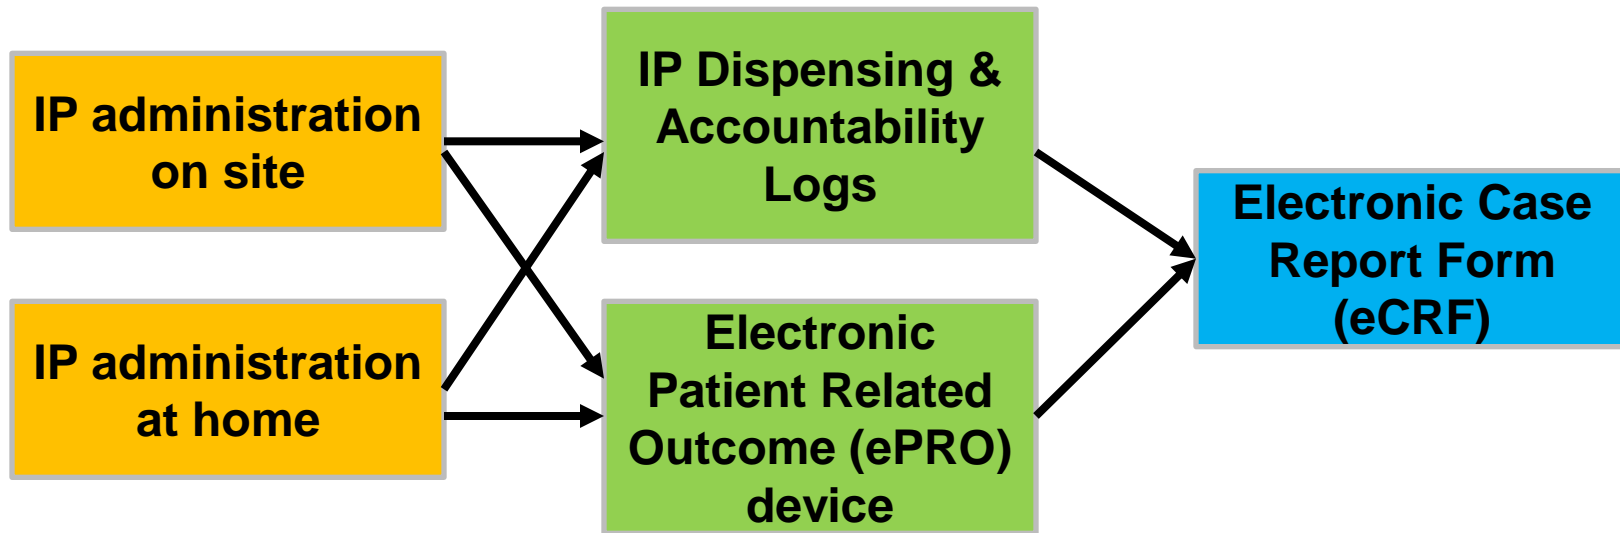 IP administration
on site
IP administration
at home
IP Dispensing &
Accountability
Logs
Electronic
Patient Related
Outcome (ePRO)
device
Electronic Case
Report Form
(eCRF)